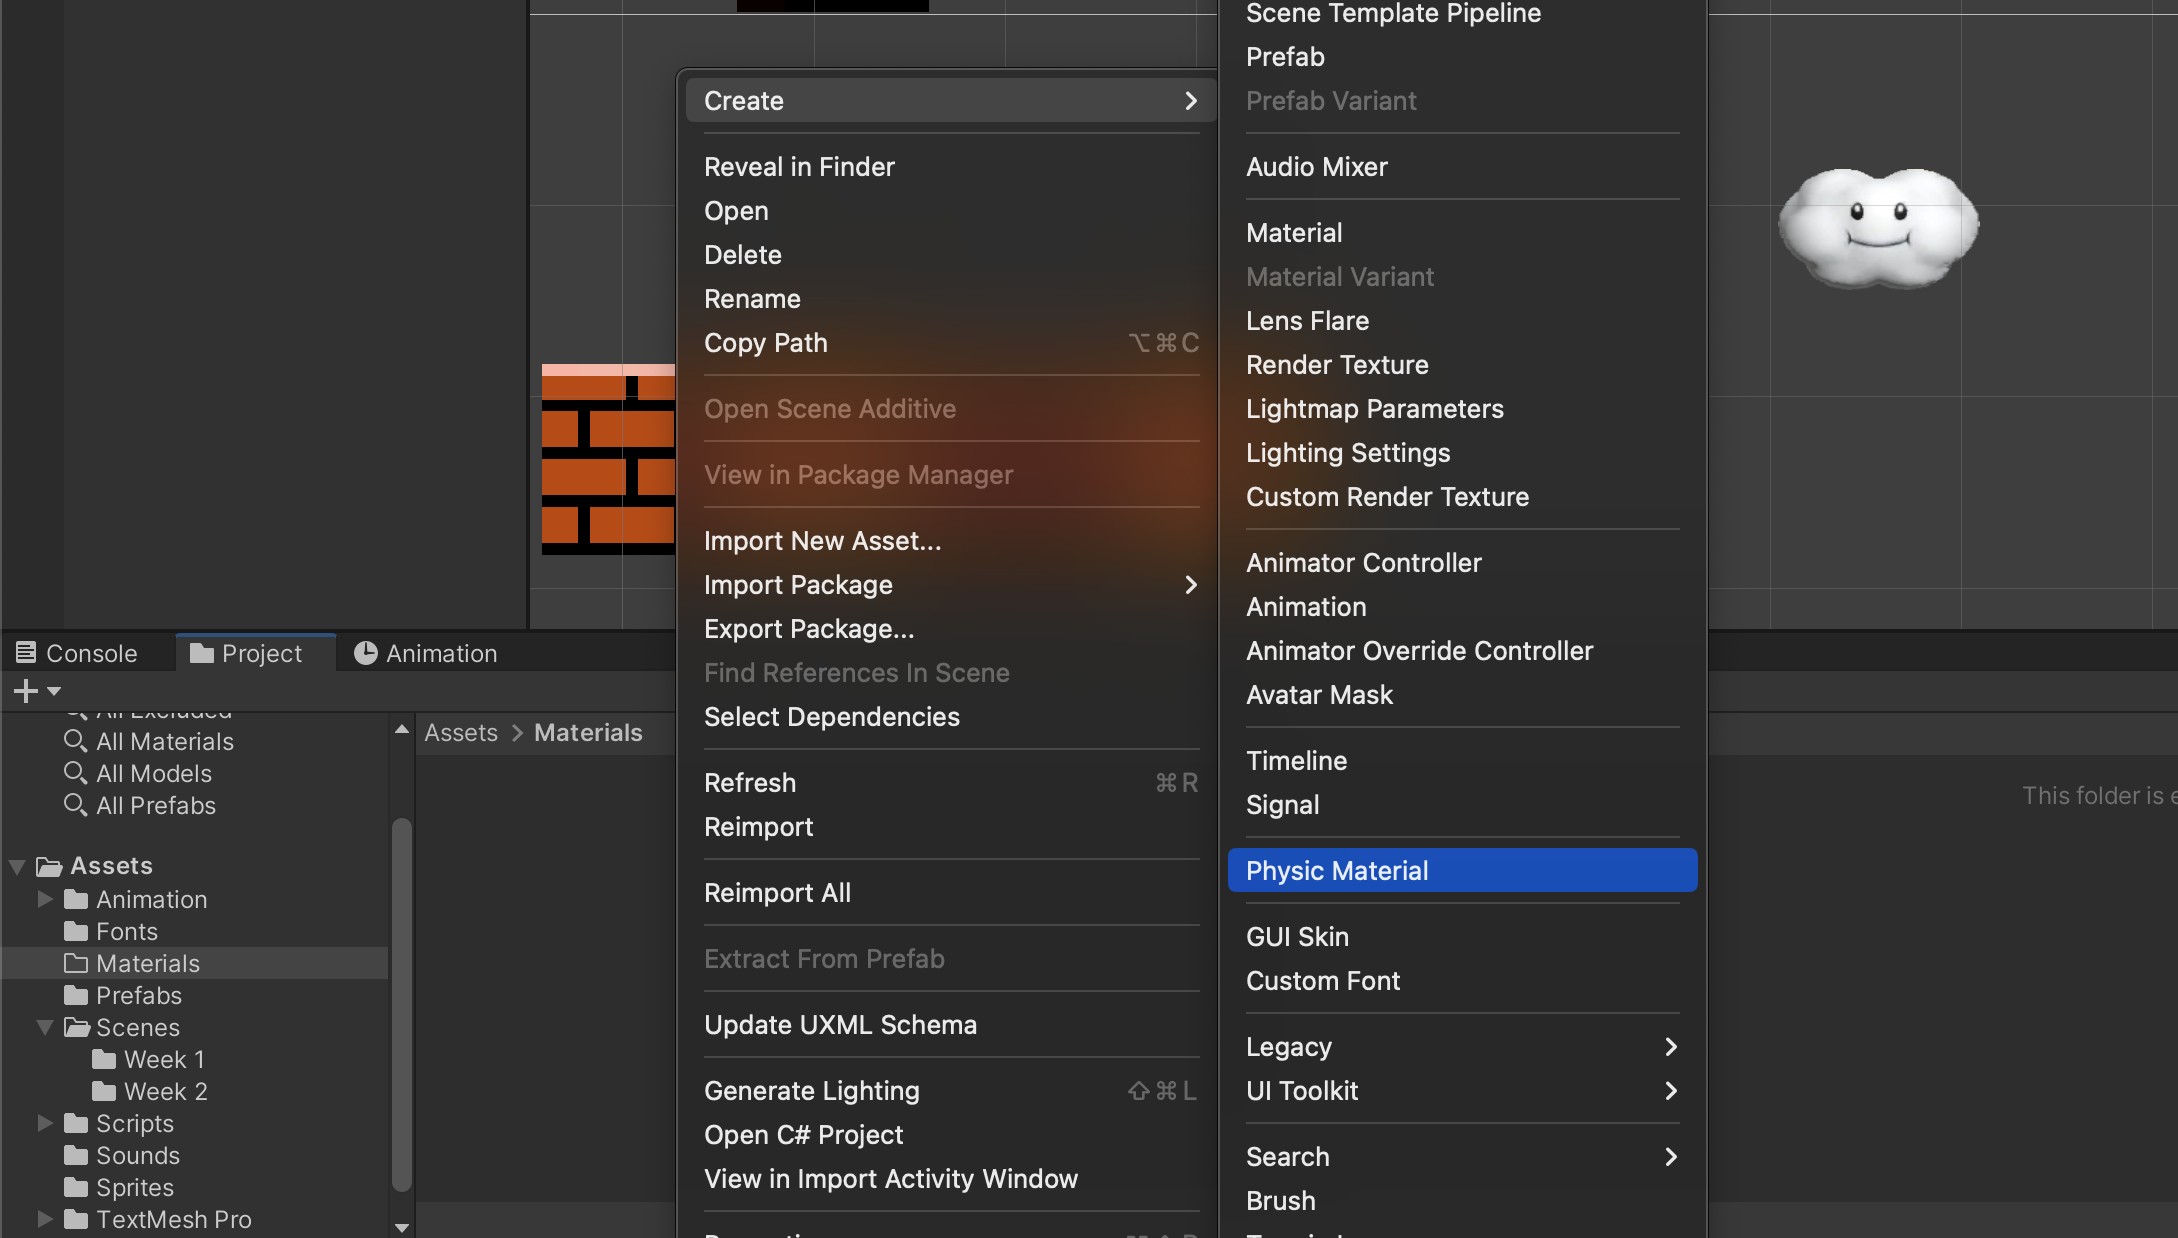 Create
Reveal in Finder
Open
Delete
Rename
Copy Path ⌥⌘C
Open Scene Additive
View in Package Manager
Import New Asset...
Import Package
Export Package...
Find References In Scene
Select Dependencies
Refresh ⌘R
Reimport
Reimport All
Extract From Prefab
Update UXML Schema
Generate Lighting ⇧⌘L
Open C# Project
View in Import Activity Window
Scene Template Pipeline
Prefab
Prefab Variant
Audio Mixer
Material
Material Variant
Lens Flare
Render Texture
Lightmap Parameters
Lighting Settings
Custom Render Texture
Animator Controller
Animation
Animator Override Controller
Avatar Mask
Timeline
Signal
Physic Material
GUI Skin
Custom Font
Legacy
UI Toolkit
Search
Brush
Console
Project
Animation
All Excluded
All Materials
All Models
All Prefabs
Assets
Animation
Fonts
Materials
Prefabs
Scenes
Week 1
Week 2
Scripts
Sounds
Sprites
TextMesh Pro
Assets > Materials
This folder is